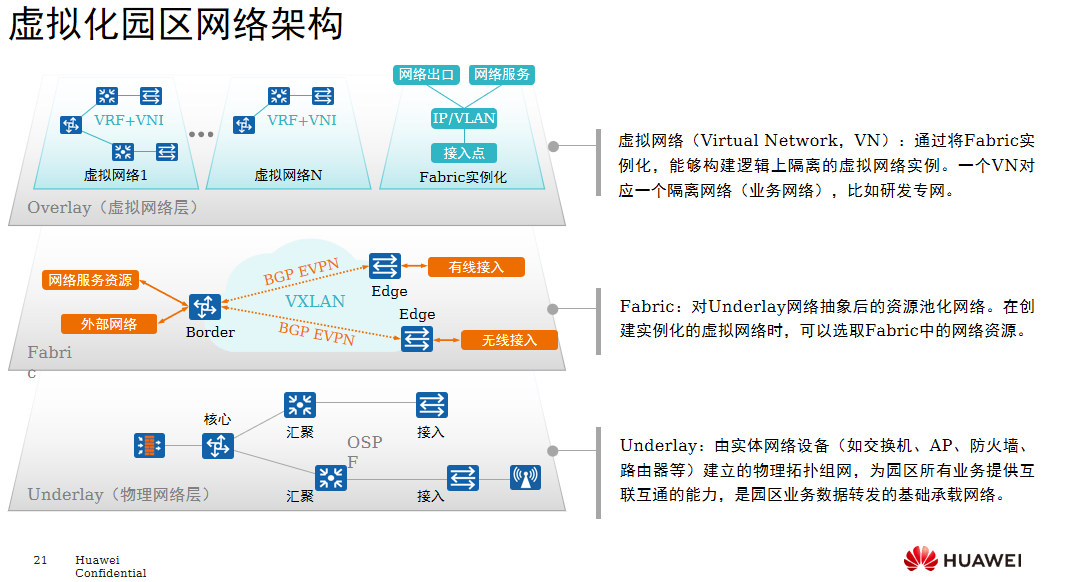 虚拟化园区网络架构
网络出口 网络服务
VRF+VNI VRF+VNI IP/VLAN
接入点
虚拟网络1 虚拟网络N Fabric实例化
Overlay（虚拟网络层）
虚拟网络（Virtual Network，VN）：通过将Fabric实
例化，能够构建逻辑上隔离的虚拟网络实例。一个VN对
应一个隔离网络（业务网络），比如研发专网。
网络服务资源
外部网络
Border
BGP EVPN
VXLAN
BGP EVPN
有线接入
Edge
Edge
无线接入
Fabri
c
Fabric：对Underlay网络抽象后的资源池化网络。在创
建实例化的虚拟网络时，可以选取Fabric中的网络资源。
核心
汇聚
接入
OSP
F
汇聚
接入
Underlay（物理网络层）
Underlay：由实体网络设备（如交换机、AP、防火墙、
路由器等）建立的物理拓扑组网，为园区所有业务提供互
联互通的能力，是园区业务数据转发的基础承载网络。
21
Huawei
Confidential
HUAWEI